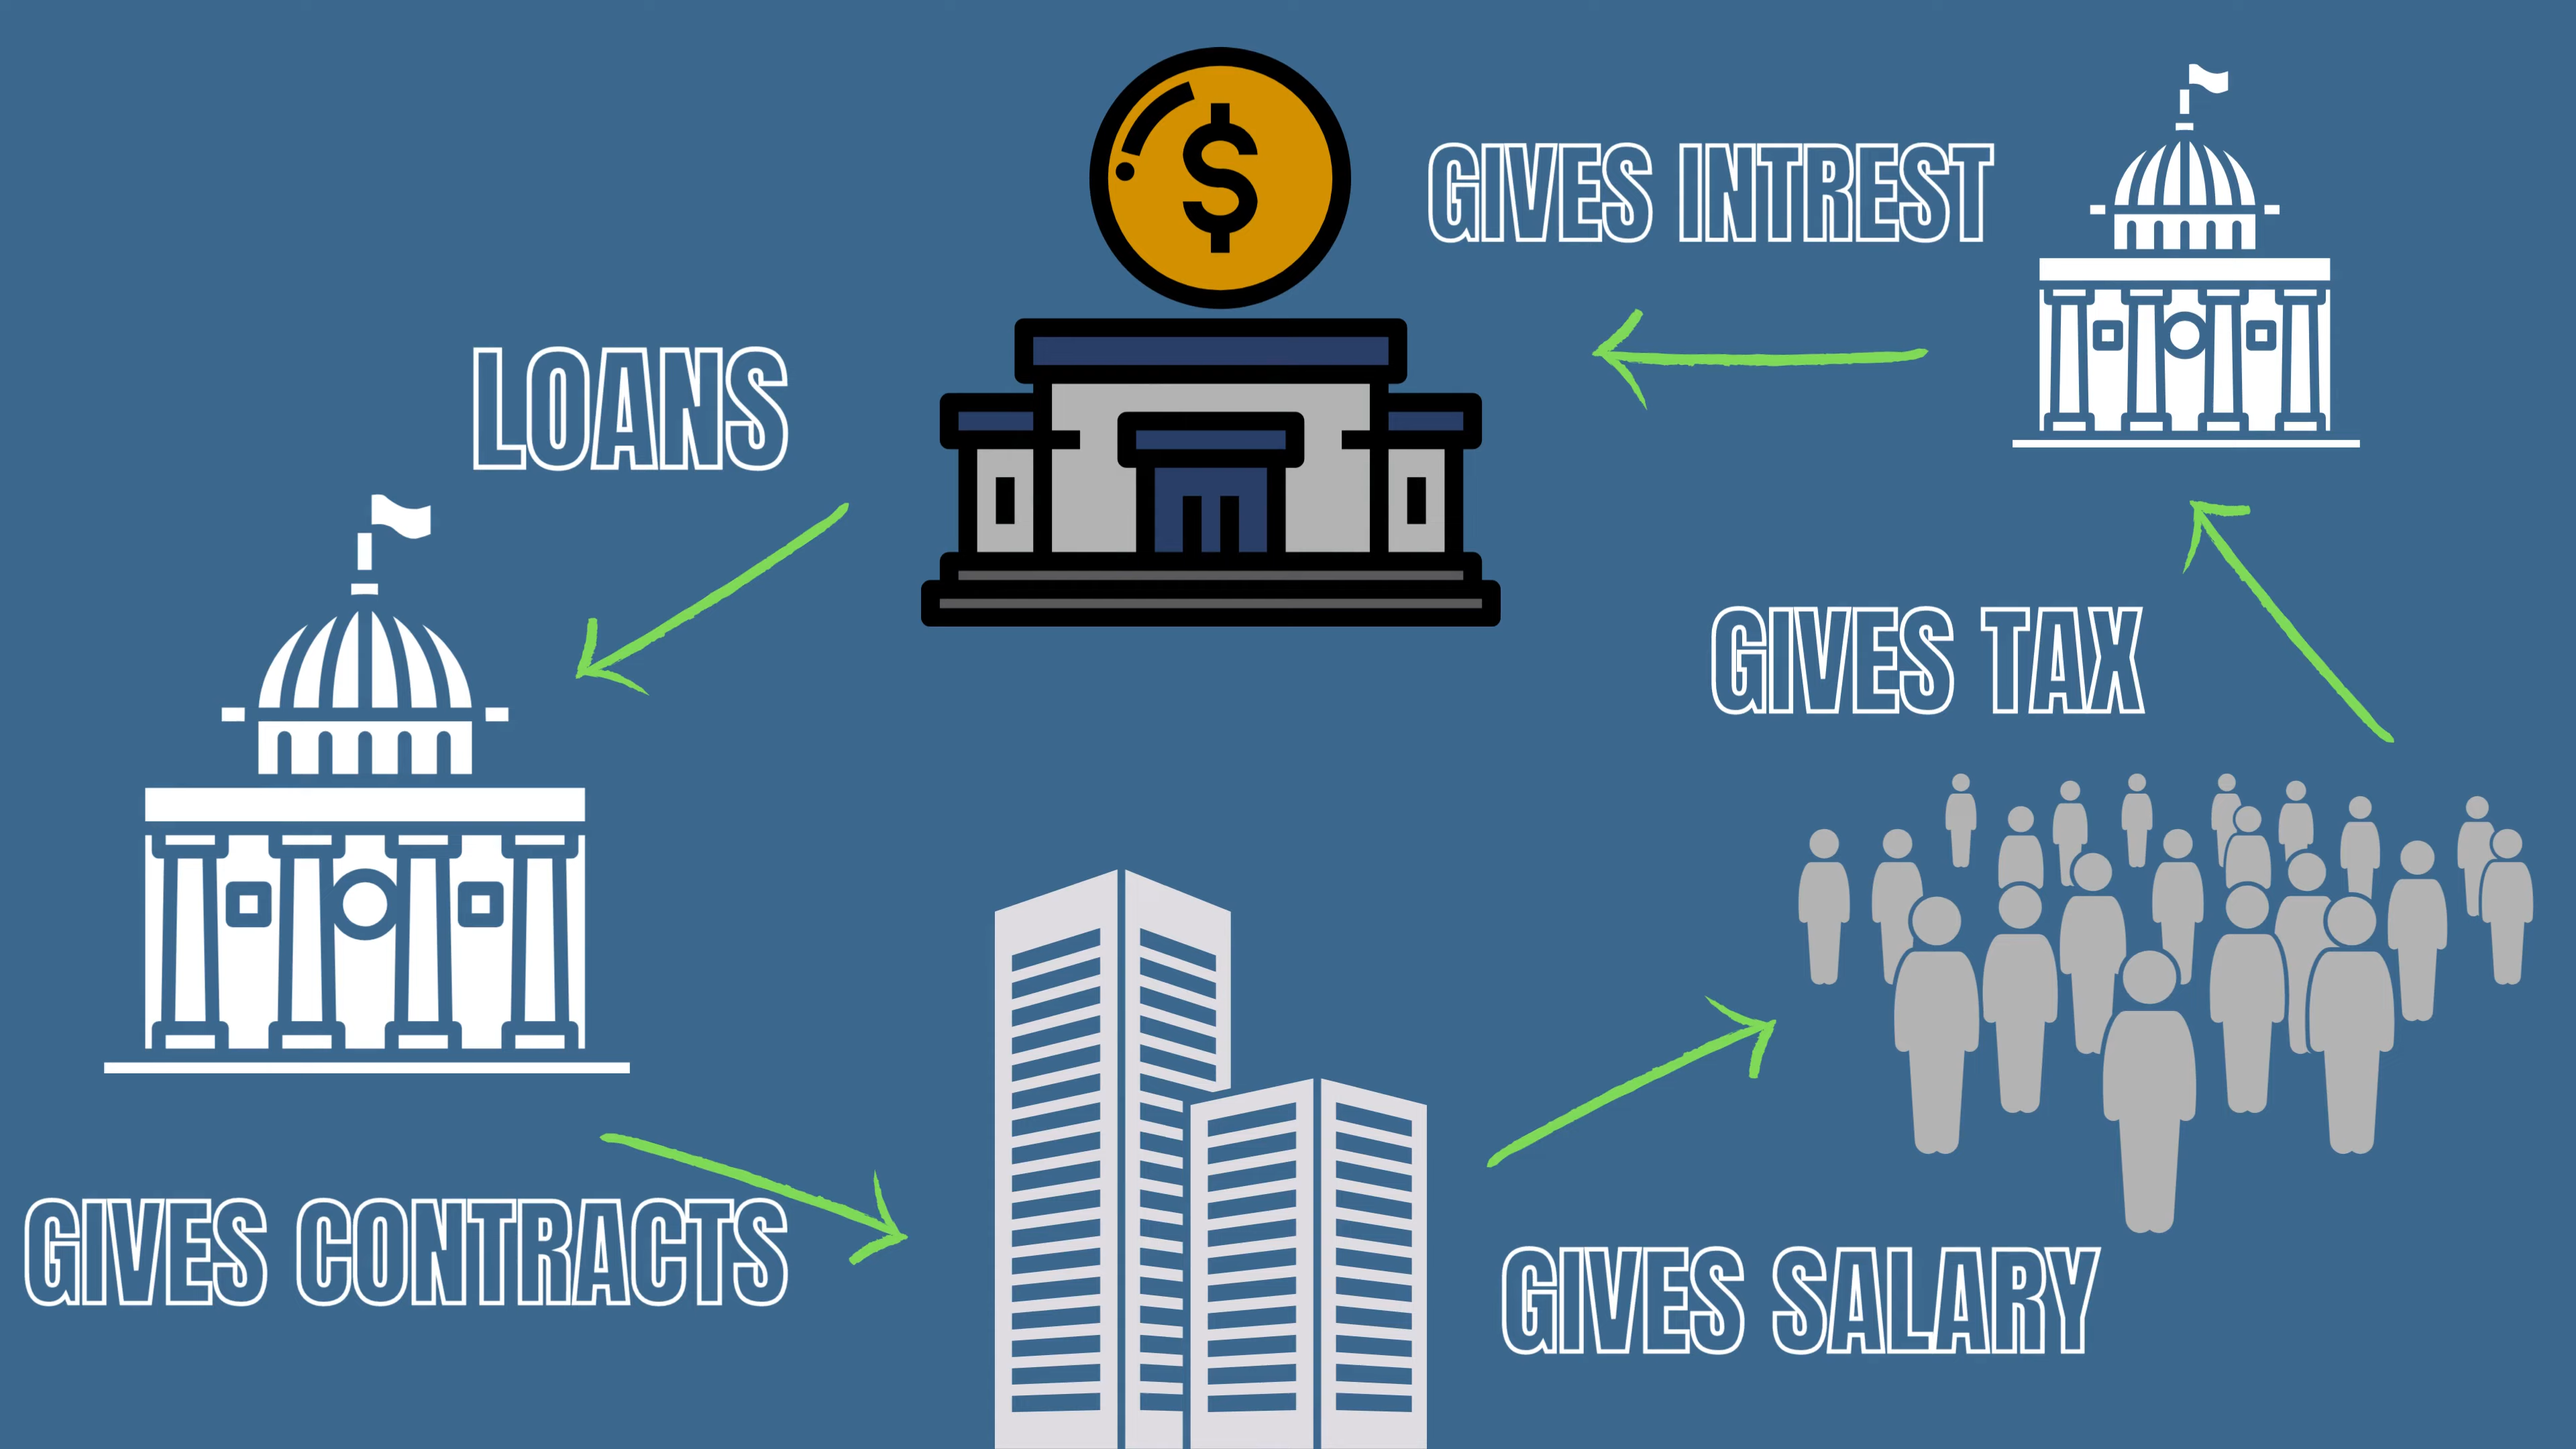 GIVES INTREST
LOANS
GIVES TAX
GIVES CONTRACTS
GIVES SALARY
$